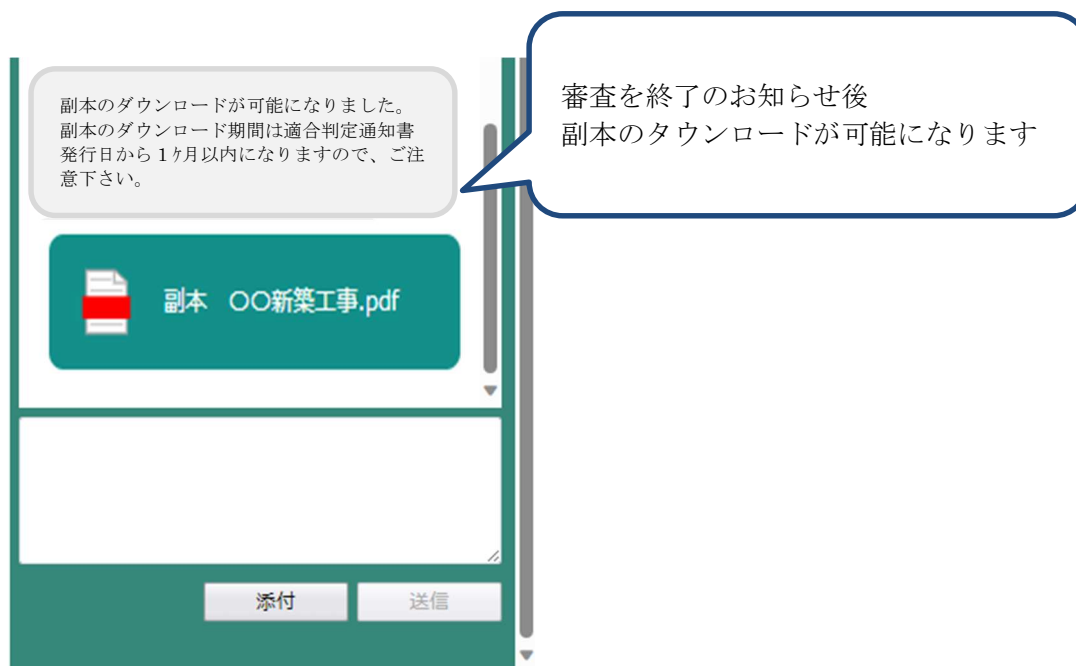 副本のダウンロードが可能になりました。
副本のダウンロード期間は適合判定通知書
発行日から 1 ｹ月以内になりますので、ご注
意下さい。
審査を終了のお知らせ後
副本のタウンロードが可能になります
副本　〇〇新築工事.pdf
添付
送信